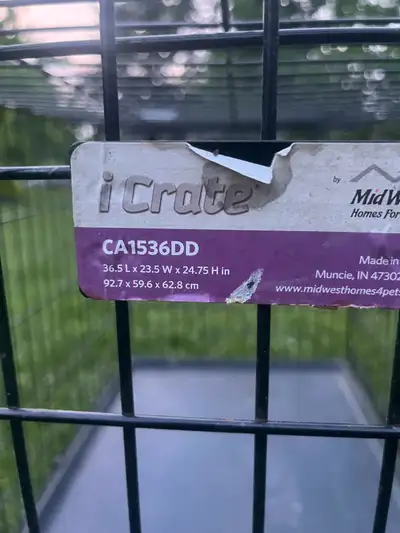 iCrate
by
MidW
Homes For
CA1536DD
36.5 L x 23.5 W x 24.75 H in
92.7 x 59.6 x 62.8 cm
Made in
Muncie, IN 47302
www.midwesthomes4pets